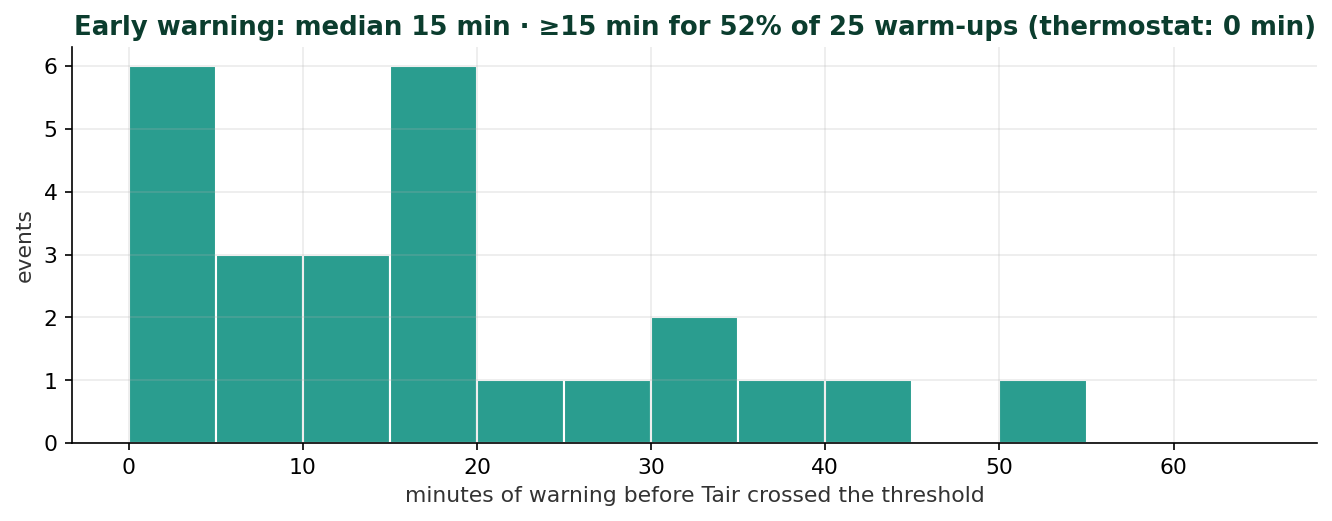 Early warning: median 15 min · ≥15 min for 52% of 25 warm-ups (thermostat: 0 min)
6
5
4
3
2
1
0
events
0 10 20 30 40 50 60
minutes of warning before Tair crossed the threshold